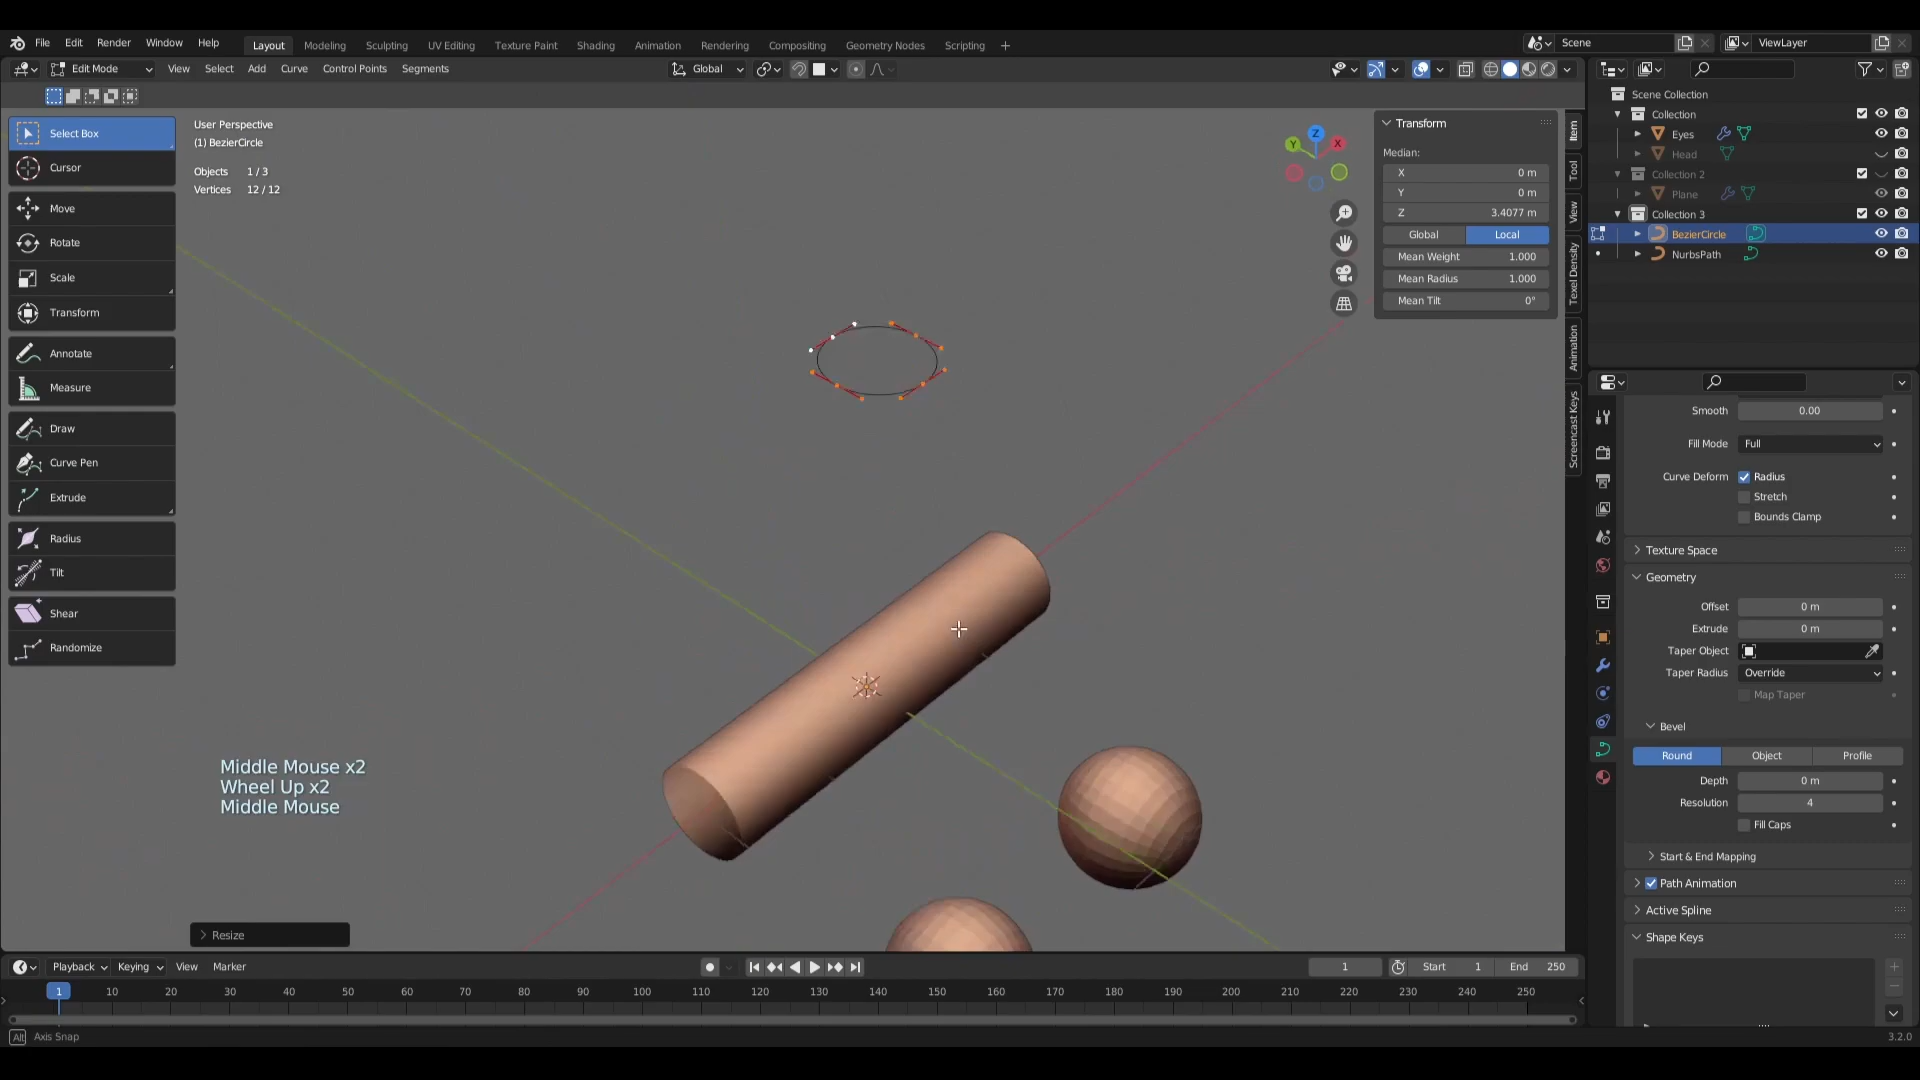 File Edit Render Window Help Layout Modeling Sculpting UV Editing Texture Paint Shading Animation Rendering Compositing Geometry Nodes Scripting Scene ViewLayer
Edit Mode View Select Add Curve Control Points Segments Global
Select Box
Cursor
Move
Rotate
Scale
Transform
Annotate
Measure
Draw
Curve Pen
Extrude
Radius
Tilt
Shear
Randomize
User Perspective
(1) BezierCircle
Objects 1 / 3
Vertices 12 / 12
Z
Y
X
Transform
Median:
X 0 m
Y 0 m
Z 3.4077 m
Global Local
Mean Weight 1.000
Mean Radius 1.000
Mean Tilt 0°
Item
Tool
View
Texel Density
Animation
Screencast Keys
Scene Collection
Collection
Eyes
Head
Collection 2
Plane
Collection 3
BezierCircle
NurbsPath
Smooth 0.00
Fill Mode Full
Curve Deform Radius
Stretch
Bounds Clamp
Texture Space
Geometry
Offset 0 m
Extrude 0 m
Taper Object
Taper Radius Override
Map Taper
Bevel
Round Object Profile
Depth 0 m
Resolution 4
Fill Caps
Start & End Mapping
Path Animation
Active Spline
Shape Keys
Middle Mouse x2
Wheel Up x2
Middle Mouse
Resize
Playback Keying View Marker 1 Start 1 End 250
1 10 20 30 40 50 60 70 80 90 100 110 120 130 140 150 160 170 180 190 200 210 220 230 240 250
Alt Axis Snap 3.2.0